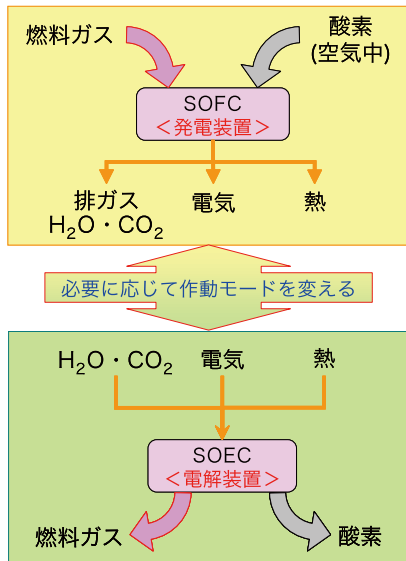 燃料ガス
酸素
(空気中)
SOFC
＜発電装置＞
排ガス 電気 熱
H₂O・CO₂
必要に応じて作動モードを変える
H₂O・CO₂ 電気 熱
SOEC
＜電解装置＞
燃料ガス 酸素